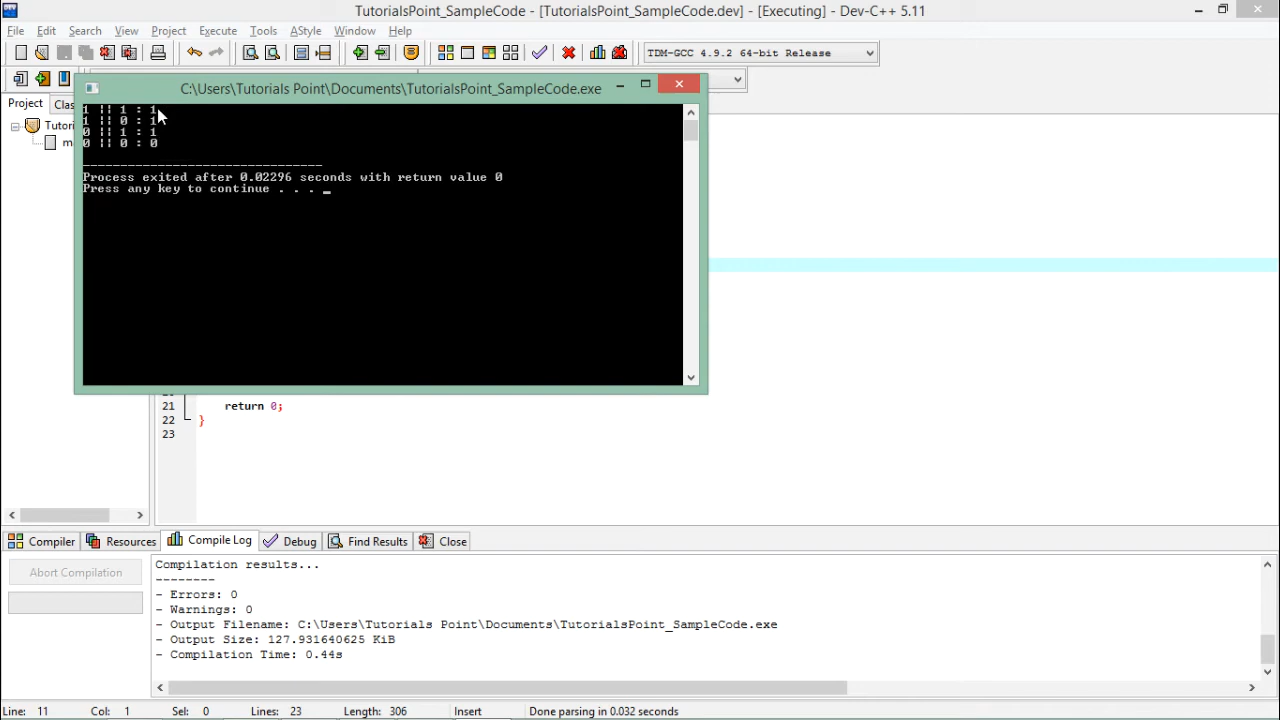 TutorialsPoint_SampleCode - [TutorialsPoint_SampleCode.dev] - [Executing] - Dev-C++ 5.11
File Edit Search View Project Execute Tools AStyle Window Help
TDM-GCC 4.9.2 64-bit Release
C:\Users\Tutorials Point\Documents\TutorialsPoint_SampleCode.exe
Project Clas
Tutori
m
1 || 1 : 1
1 || 0 : 1
0 || 1 : 1
0 || 0 : 0
--------------------------------
Process exited after 0.02296 seconds with return value 0
Press any key to continue . . . _
21 return 0;
22 }
23
Compiler Resources Compile Log Debug Find Results Close
Abort Compilation
Compilation results...
--------
- Errors: 0
- Warnings: 0
- Output Filename: C:\Users\Tutorials Point\Documents\TutorialsPoint_SampleCode.exe
- Output Size: 127.931640625 KiB
- Compilation Time: 0.44s
Line: 11 Col: 1 Sel: 0 Lines: 23 Length: 306 Insert Done parsing in 0.032 seconds